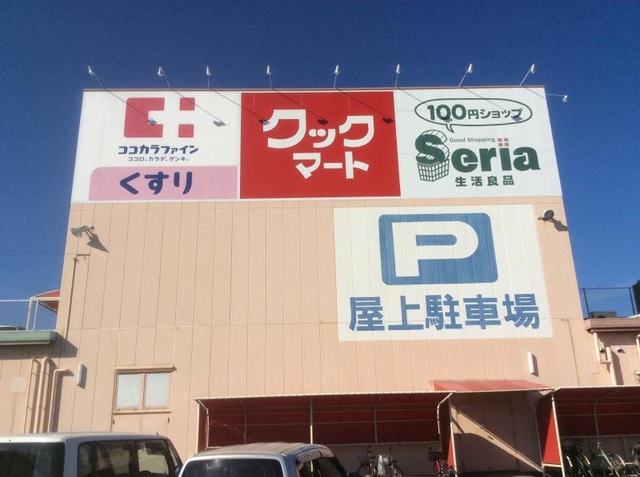 ココカラファイン
ココロ、カラダ、ゲンキ。
くすり
クック
マート
100円ショップ
Good Shopping
Seria
生活良品
P
屋上駐車場